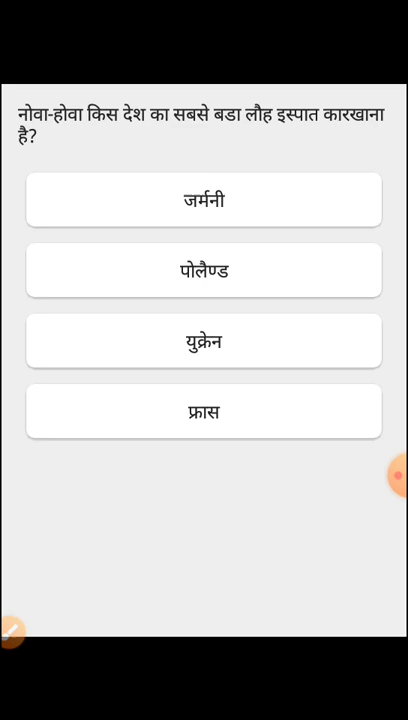 नोवा-होवा किस देश का सबसे बडा लौह इस्पात कारखाना
है?
जर्मनी
पोलैण्ड
युक्रेन
फ्रास